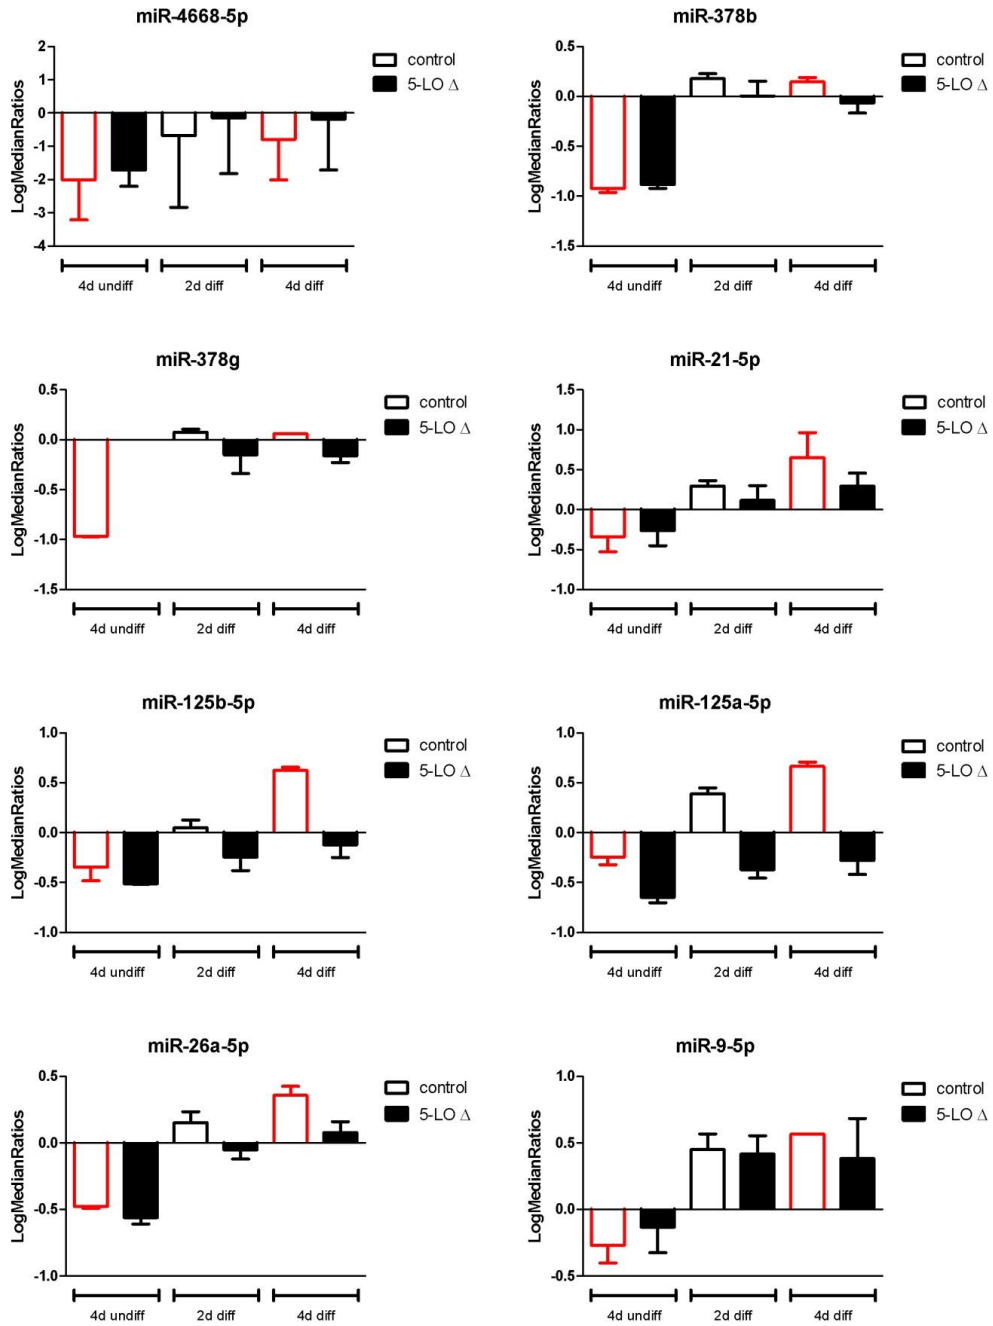 miR-4668-5p
LogMedianRatios
2
1
0
-1
-2
-3
-4
4d undiff 2d diff 4d diff
control
5-LO Δ
miR-378b
LogMedianRatios
0.5
0.0
-0.5
-1.0
-1.5
4d undiff 2d diff 4d diff
control
5-LO Δ
miR-378g
LogMedianRatios
0.5
0.0
-0.5
-1.0
-1.5
4d undiff 2d diff 4d diff
control
5-LO Δ
miR-21-5p
LogMedianRatios
1.5
1.0
0.5
0.0
-0.5
-1.0
4d undiff 2d diff 4d diff
control
5-LO Δ
miR-125b-5p
LogMedianRatios
1.0
0.5
0.0
-0.5
-1.0
4d undiff 2d diff 4d diff
control
5-LO Δ
miR-125a-5p
LogMedianRatios
1.0
0.5
0.0
-0.5
-1.0
4d undiff 2d diff 4d diff
control
5-LO Δ
miR-26a-5p
LogMedianRatios
0.5
0.0
-0.5
-1.0
4d undiff 2d diff 4d diff
control
5-LO Δ
miR-9-5p
LogMedianRatios
1.0
0.5
0.0
-0.5
4d undiff 2d diff 4d diff
control
5-LO Δ